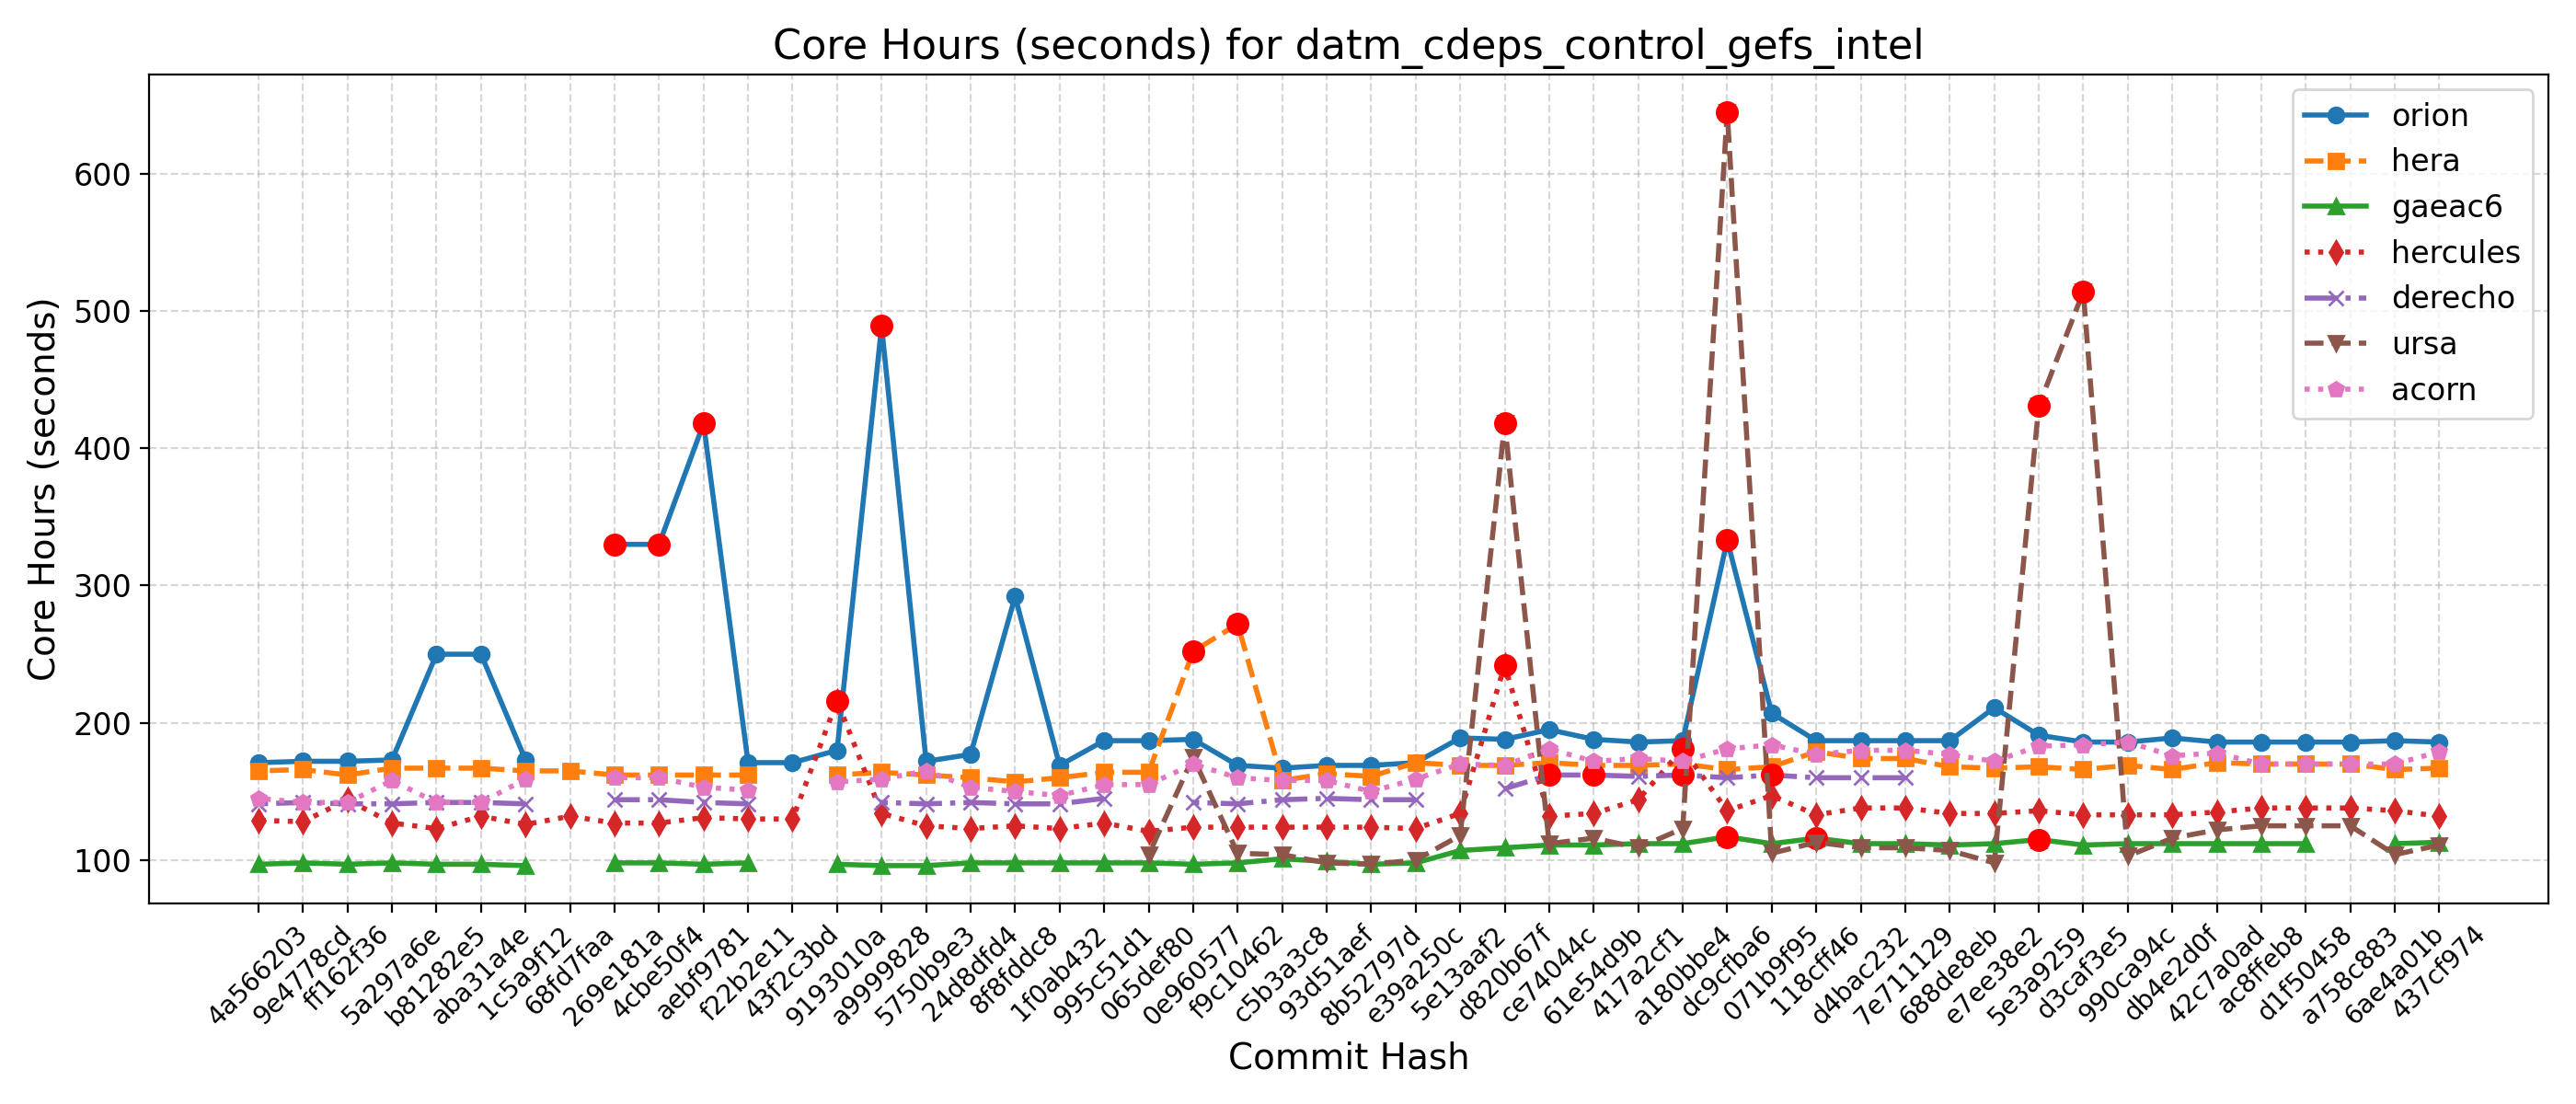 Core Hours (seconds) for datm_cdeps_control_gefs_intel
Core Hours (seconds)
600
500
400
300
200
100
orion
hera
gaeac6
hercules
derecho
ursa
acorn
4a566203
9e4778cd
ff162f36
5a297a6e
b81282e5
aba31a4e
1c5a9f12
68fd7faa
269e181a
4cbe50f4
aebf9781
f22b2e11
43f2c3bd
9193010a
a9999828
5750b9e3
24d8dfd4
8f8fddc8
1f0ab432
995c51d1
065def80
0e960577
f9c10462
c5b3a3c8
93d51aef
8b52797d
e39a250c
5e13aaf2
d820b67f
ce74044c
61e54d9b
417a2cf1
a180bbe4
dc9cfba6
071b9f95
118cff46
d4bac232
7e711129
688de8eb
e7ee38e2
5e3a9259
d3caf3e5
990ca94c
db4e2d0f
42c7a0ad
ac8ffeb8
d1f50458
a758c883
6ae4a01b
437cf974
Commit Hash